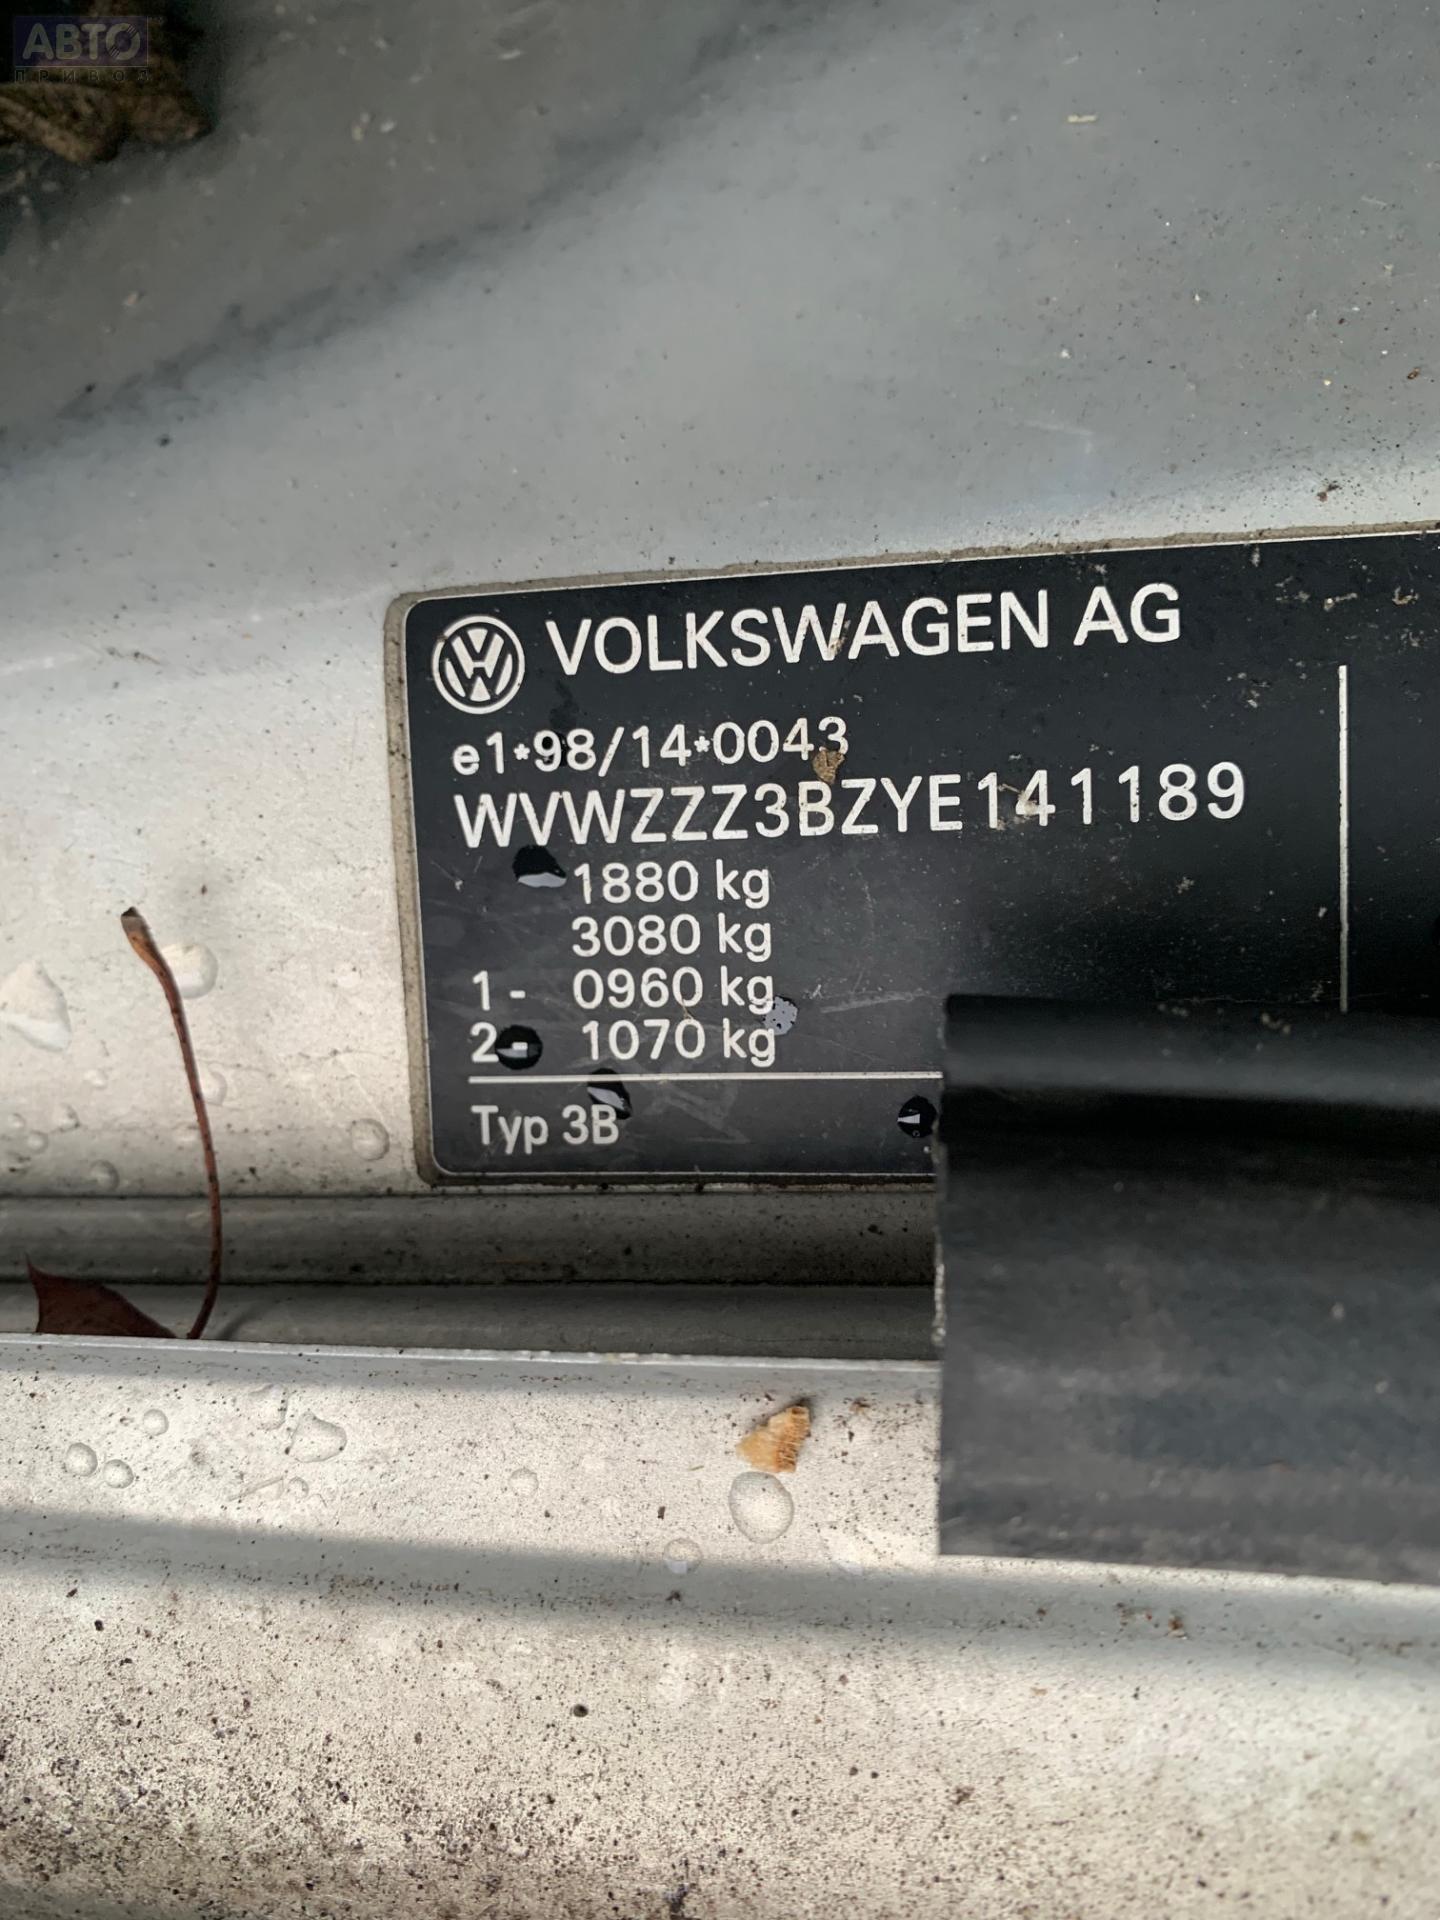 АВТО
ПРИВОД
VOLKSWAGEN AG
e1*98/14*0043
WVWZZZ3BZYE141189
1880 kg
3080 kg
1- 0960 kg
2- 1070 kg
Typ 3B